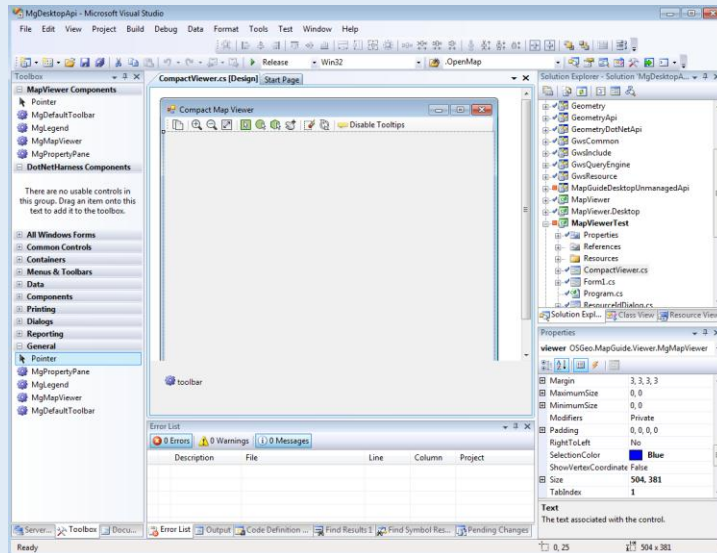 MgDesktopApi - Microsoft Visual Studio
File Edit View Project Build Debug Data Format Tools Test Window Help
Release Win32 .OpenMap
Toolbox
MapViewer Components
Pointer
MgDefaultToolbar
MgLegend
MgMapViewer
MgPropertyPane
DotNetHarness Components
There are no usable controls in
this group. Drag an item onto this
text to add it to the toolbox.
All Windows Forms
Common Controls
Containers
Menus & Toolbars
Data
Components
Printing
Dialogs
Reporting
General
Pointer
MgPropertyPane
MgLegend
MgMapViewer
MgDefaultToolbar
Server... Toolbox Docu...
CompactViewer.cs [Design] Start Page
Compact Map Viewer
Disable Tooltips
toolbar
Error List
0 Errors 0 Warnings 0 Messages
Description File Line Column Project
Error List Output Code Definition ... Find Results 1 Find Symbol Res... Pending Changes
Solution Explorer - Solution 'MgDesktopA...
Geometry
GeometryApi
GeometryDotNetApi
GwsCommon
GwsInclude
GwsQueryEngine
GwsResource
MapGuideDesktopUnmanagedApi
MapViewer
MapViewer.Desktop
MapViewerTest
Properties
References
Resources
CompactViewer.cs
Form1.cs
Program.cs
ResourceIdDialog.cs
Solution Expl... Class View Resource View
Properties
viewer OSGeo.MapGuide.Viewer.MgMapViewer
Margin 3, 3, 3, 3
MaximumSize 0, 0
MinimumSize 0, 0
Modifiers Private
Padding 0, 0, 0, 0
RightToLeft No
SelectionColor Blue
ShowVertexCoordinate False
Size 504, 381
TabIndex 1
Text
The text associated with the control.
Ready 0, 25 504 x 381